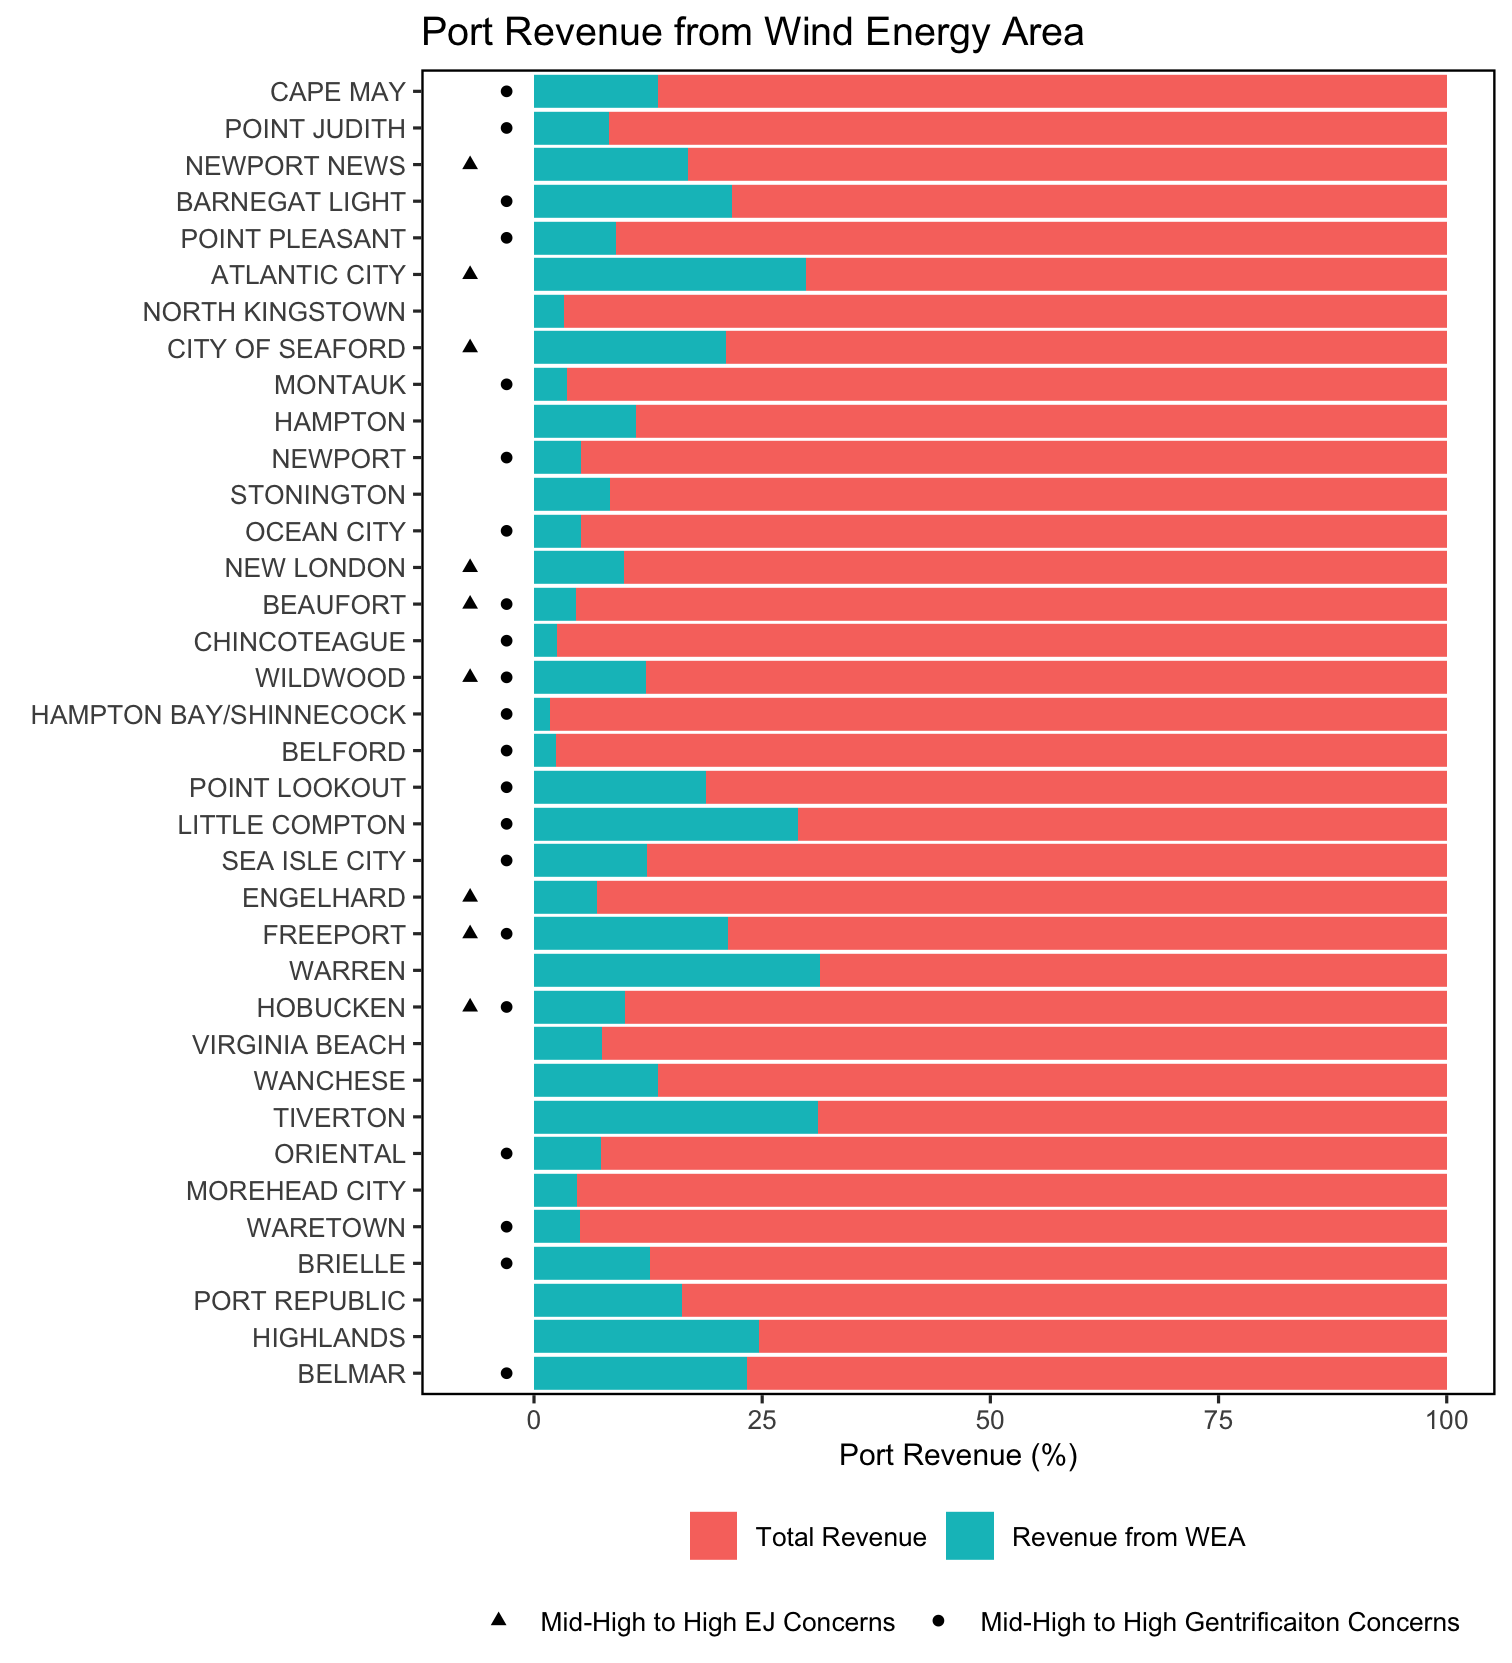 Port Revenue from Wind Energy Area
CAPE MAY
POINT JUDITH
NEWPORT NEWS
BARNEGAT LIGHT
POINT PLEASANT
ATLANTIC CITY
NORTH KINGSTOWN
CITY OF SEAFORD
MONTAUK
HAMPTON
NEWPORT
STONINGTON
OCEAN CITY
NEW LONDON
BEAUFORT
CHINCOTEAGUE
WILDWOOD
HAMPTON BAY/SHINNECOCK
BELFORD
POINT LOOKOUT
LITTLE COMPTON
SEA ISLE CITY
ENGELHARD
FREEPORT
WARREN
HOBUCKEN
VIRGINIA BEACH
WANCHESE
TIVERTON
ORIENTAL
MOREHEAD CITY
WARETOWN
BRIELLE
PORT REPUBLIC
HIGHLANDS
BELMAR
0 25 50 75 100
Port Revenue (%)
Total Revenue Revenue from WEA
Mid-High to High EJ Concerns Mid-High to High Gentrificaiton Concerns